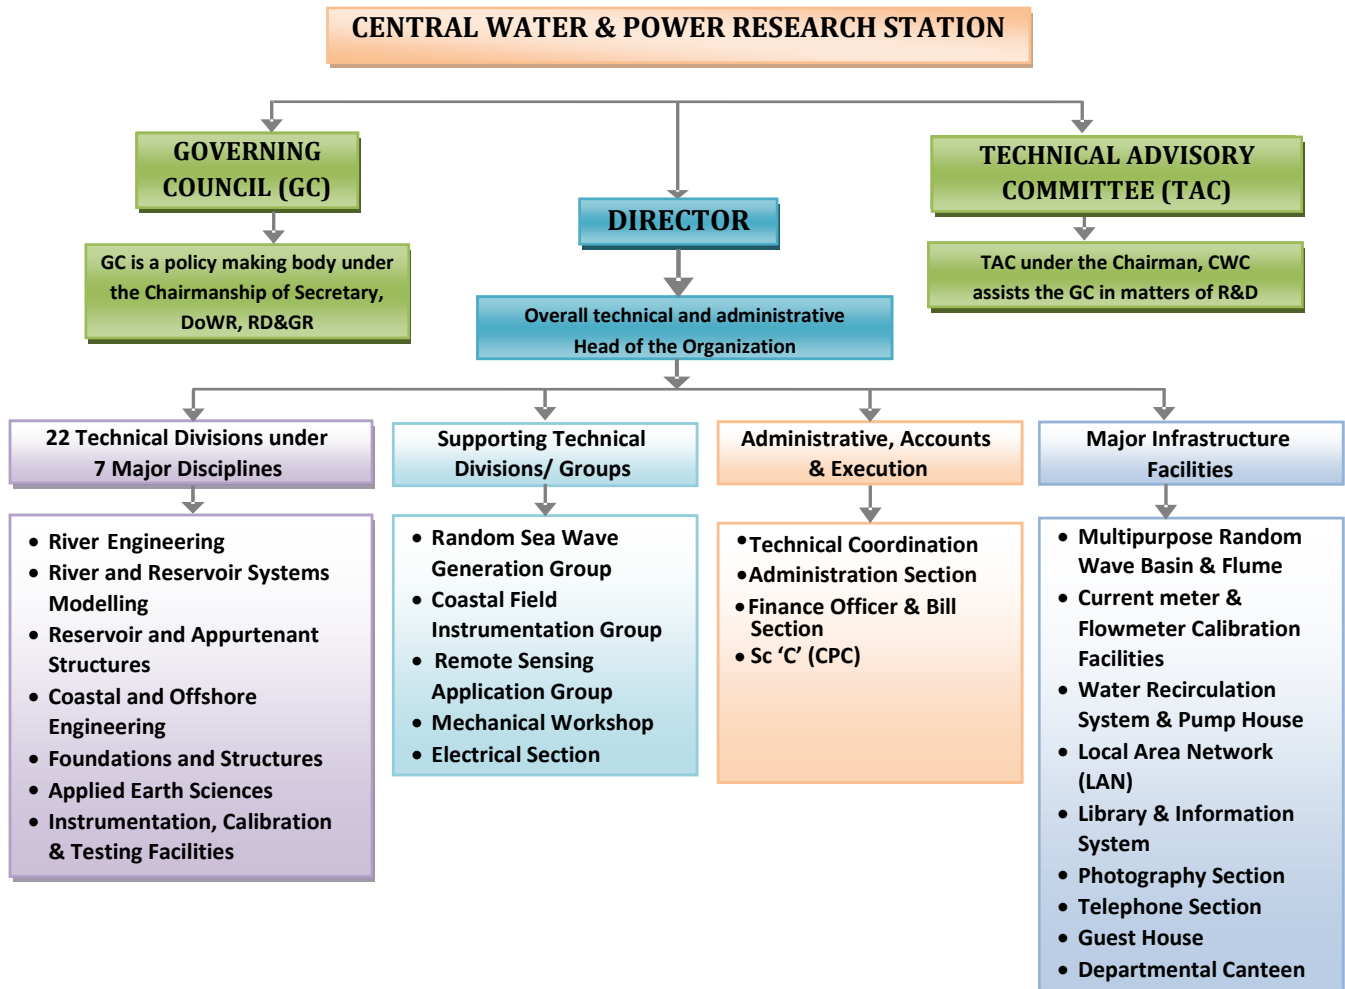 CENTRAL WATER & POWER RESEARCH STATION
GOVERNING
COUNCIL (GC)
GC is a policy making body under
the Chairmanship of Secretary,
DoWR, RD&GR
DIRECTOR
Overall technical and administrative
Head of the Organization
TECHNICAL ADVISORY
COMMITTEE (TAC)
TAC under the Chairman, CWC
assists the GC in matters of R&D
22 Technical Divisions under
7 Major Disciplines
• River Engineering
• River and Reservoir Systems
Modelling
• Reservoir and Appurtenant
Structures
• Coastal and Offshore
Engineering
• Foundations and Structures
• Applied Earth Sciences
• Instrumentation, Calibration
& Testing Facilities
Supporting Technical
Divisions/ Groups
• Random Sea Wave
Generation Group
• Coastal Field
Instrumentation Group
• Remote Sensing
Application Group
• Mechanical Workshop
• Electrical Section
Administrative, Accounts
& Execution
• Technical Coordination
• Administration Section
• Finance Officer & Bill
Section
• Sc ‘C’ (CPC)
Major Infrastructure
Facilities
• Multipurpose Random
Wave Basin & Flume
• Current meter &
Flowmeter Calibration
Facilities
• Water Recirculation
System & Pump House
• Local Area Network
(LAN)
• Library & Information
System
• Photography Section
• Telephone Section
• Guest House
• Departmental Canteen